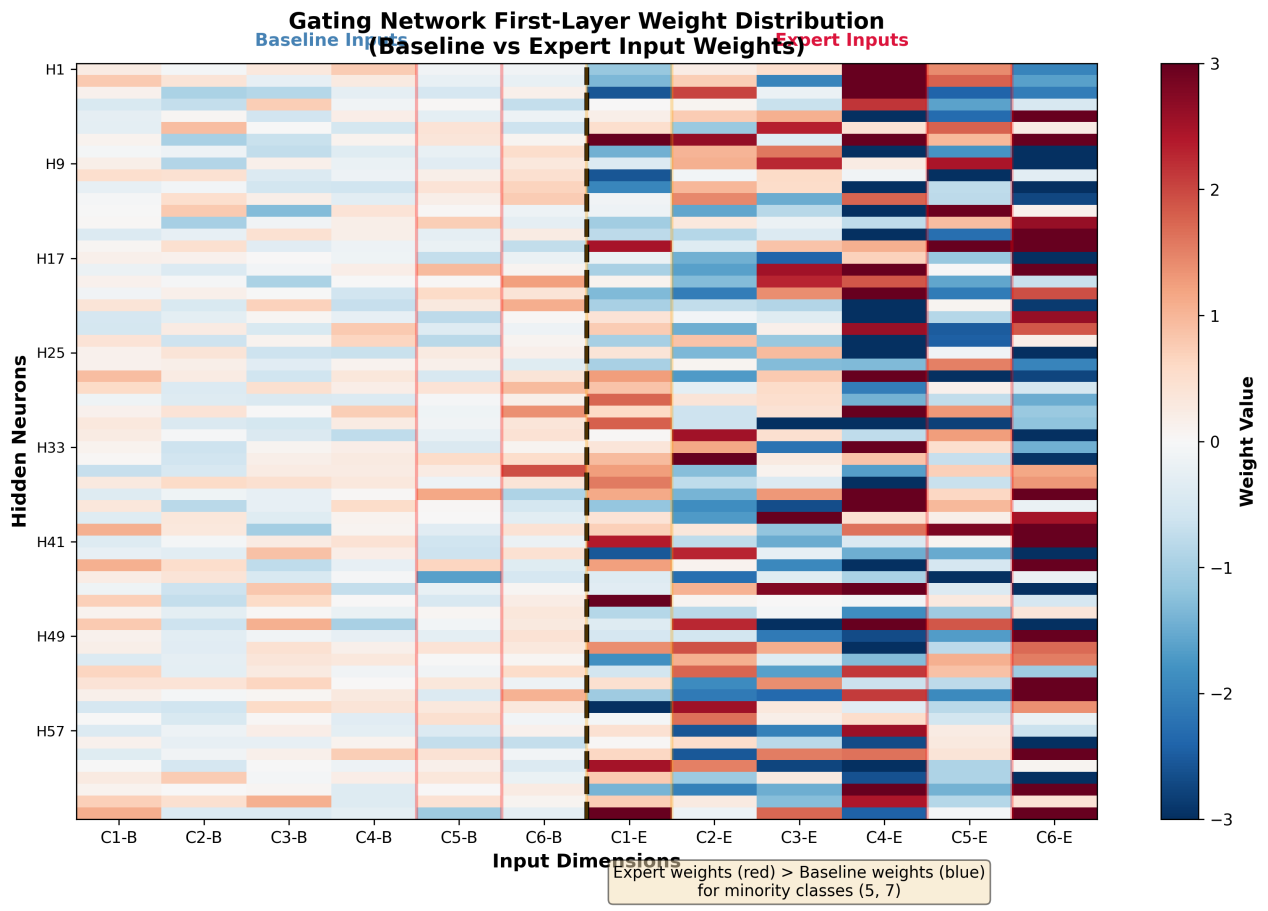 Gating Network First-Layer Weight Distribution
(Baseline vs Expert Input Weights)
Baseline Inputs
Expert Inputs
Hidden Neurons
H1
H9
H17
H25
H33
H41
H49
H57
C1-B C2-B C3-B C4-B C5-B C6-B C1-E C2-E C3-E C4-E C5-E C6-E
Input Dimensions
Expert weights (red) > Baseline weights (blue)
for minority classes (5, 7)
3
2
1
0
−1
−2
−3
Weight Value